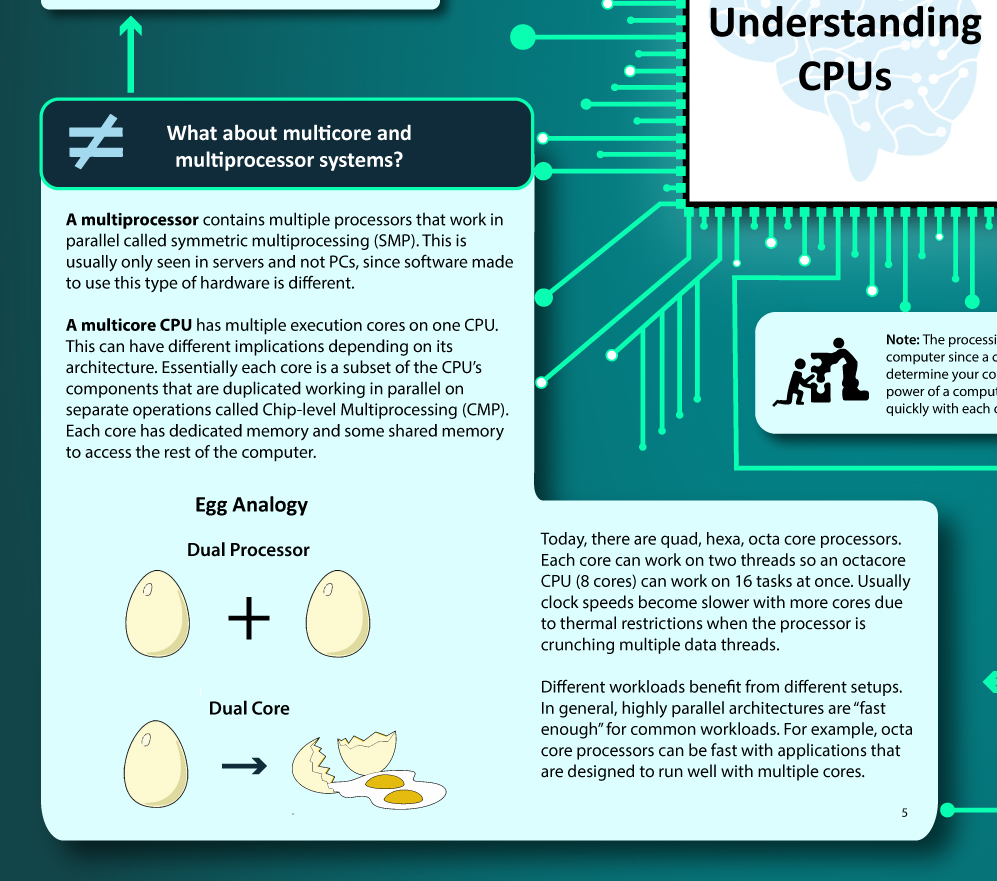 Understanding
CPUs
What about multicore and
multiprocessor systems?
A multiprocessor contains multiple processors that work in
parallel called symmetric multiprocessing (SMP). This is
usually only seen in servers and not PCs, since software made
to use this type of hardware is different.
A multicore CPU has multiple execution cores on one CPU.
This can have different implications depending on its
architecture. Essentially each core is a subset of the CPU's
components that are duplicated working in parallel on
separate operations called Chip-level Multiprocessing (CMP).
Each core has dedicated memory and some shared memory
to access the rest of the computer.
Egg Analogy
Dual Processor
Dual Core
Note: The processi
computer since a c
determine your co
power of a comput
quickly with each
Today, there are quad, hexa, octa core processors.
Each core can work on two threads so an octacore
CPU (8 cores) can work on 16 tasks at once. Usually
clock speeds become slower with more cores due
to thermal restrictions when the processor is
crunching multiple data threads.
Different workloads benefit from different setups.
In general, highly parallel architectures are “fast
enough” for common workloads. For example, octa
core processors can be fast with applications that
are designed to run well with multiple cores.
5